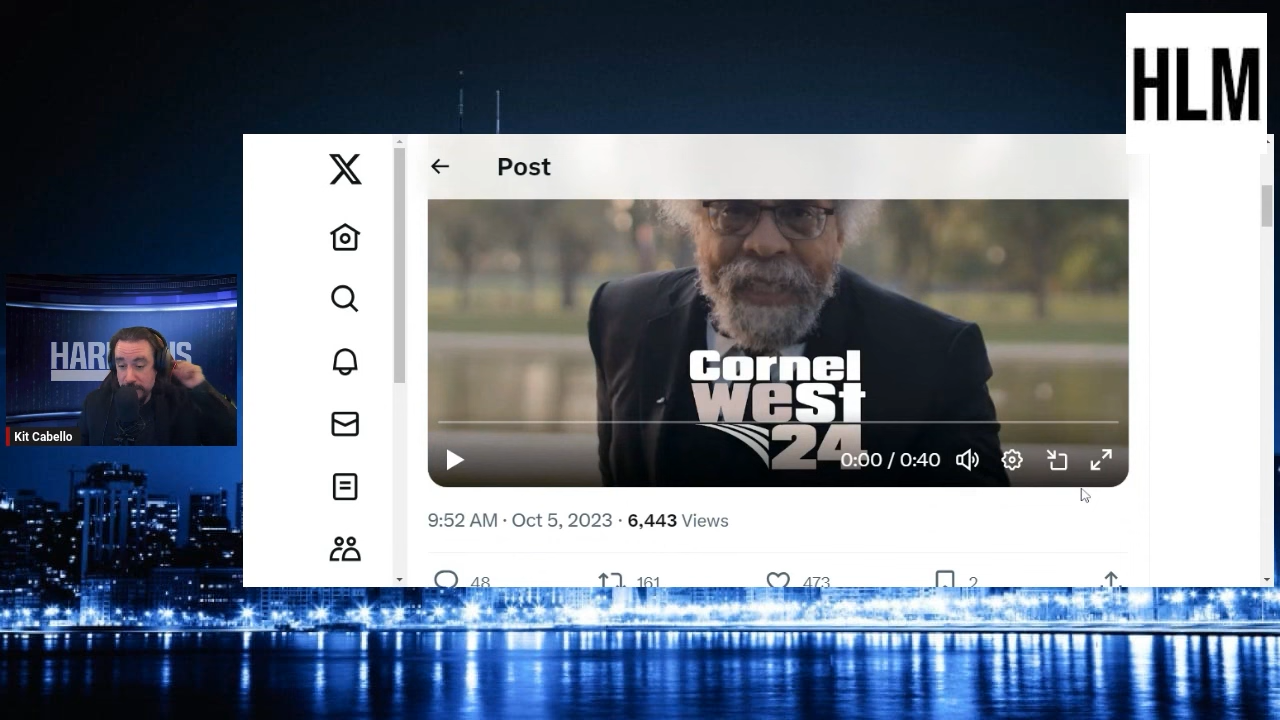 HLM
Post
Cornel
west
24
0:00 / 0:40
9:52 AM · Oct 5, 2023 · 6,443 Views
48
161
473
2
Kit Cabello